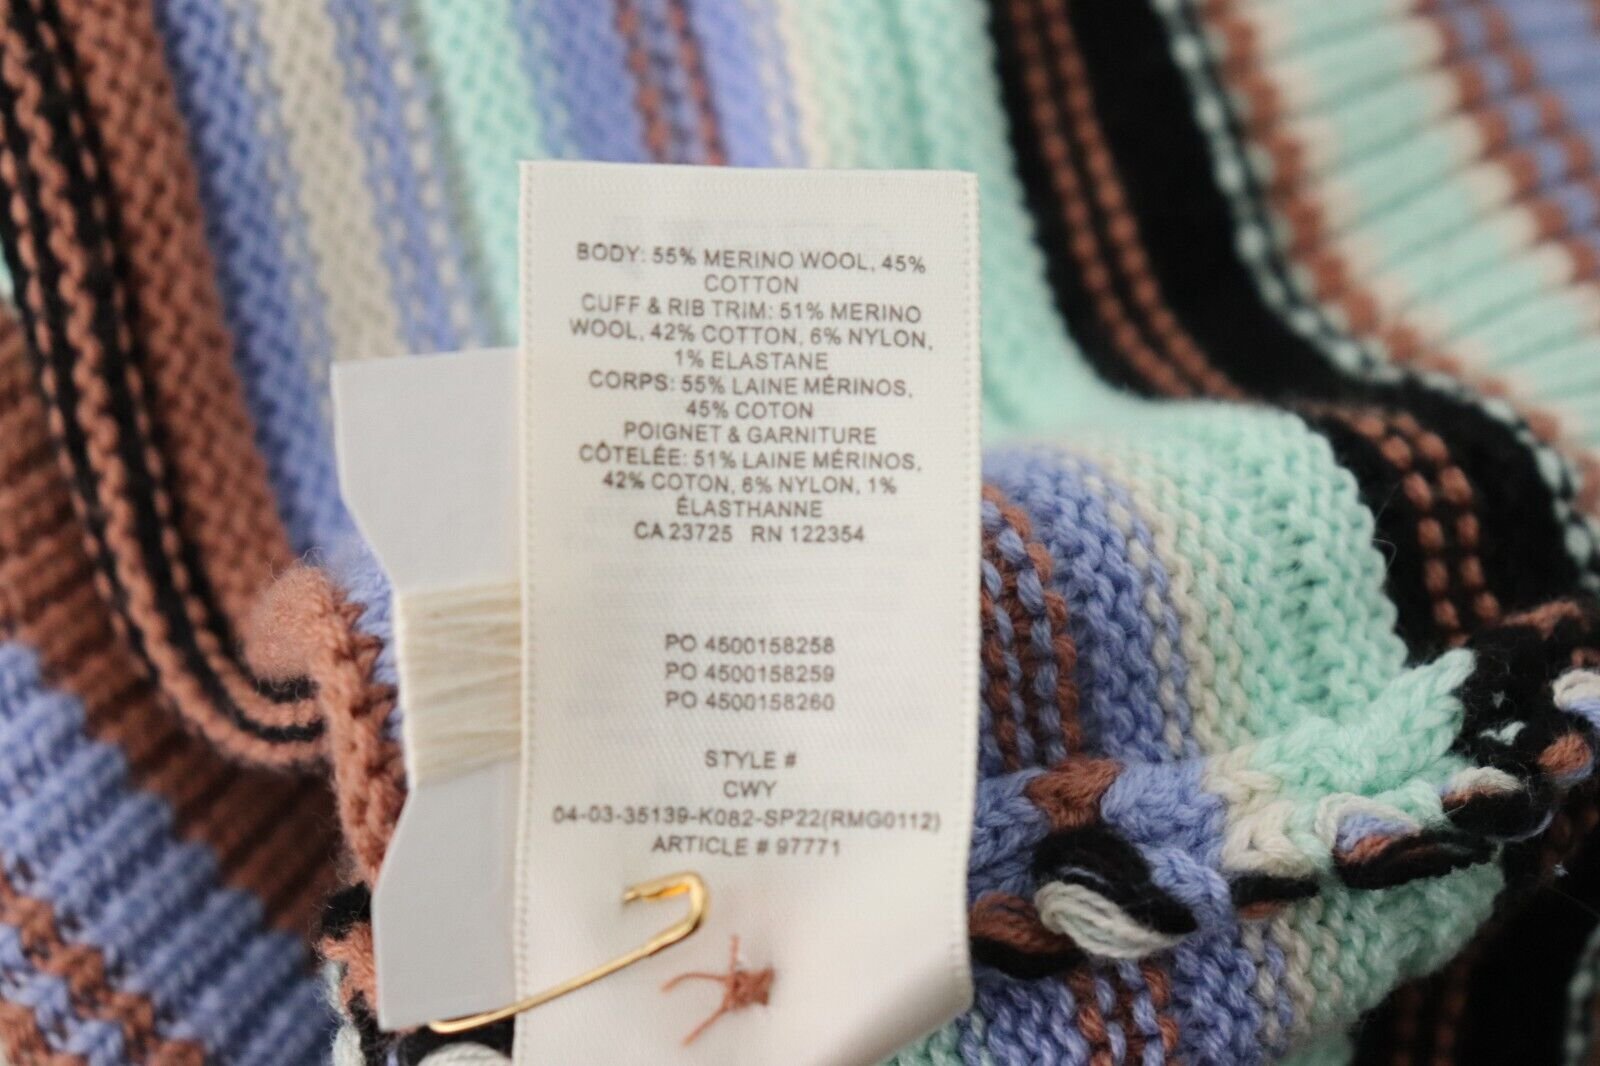 BODY: 55% MERINO WOOL, 45%
COTTON
CUFF & RIB TRIM: 51% MERINO
WOOL, 42% COTTON, 6% NYLON,
1% ELASTANE
CORPS: 55% LAINE MÉRINOS,
45% COTON
POIGNET & GARNITURE
CÔTELÉE: 51% LAINE MÉRINOS,
42% COTON, 6% NYLON, 1%
ÉLASTHANNE
CA 23725 RN 122354
PO 4500158258
PO 4500158259
PO 4500158260
STYLE #
CWY
04-03-35139-K082-SP22(RMG0112)
ARTICLE # 97771